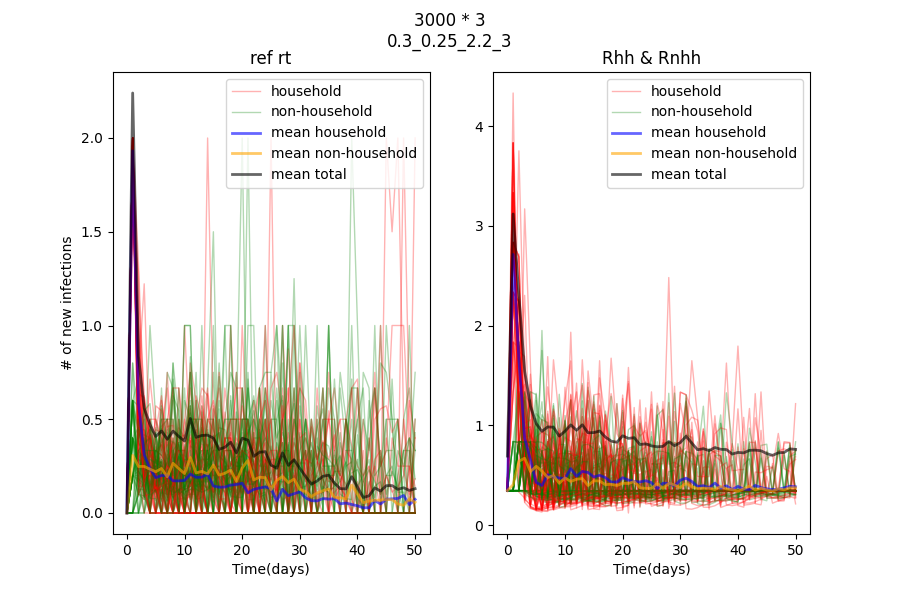 3000 * 3
0.3_0.25_2.2_3
ref rt
Rhh & Rnhh
household
non-household
mean household
mean non-household
mean total
household
non-household
mean household
mean non-household
mean total
# of new infections
2.0
1.5
1.0
0.5
0.0
4
3
2
1
0
0 10 20 30 40 50
0 10 20 30 40 50
Time(days)
Time(days)